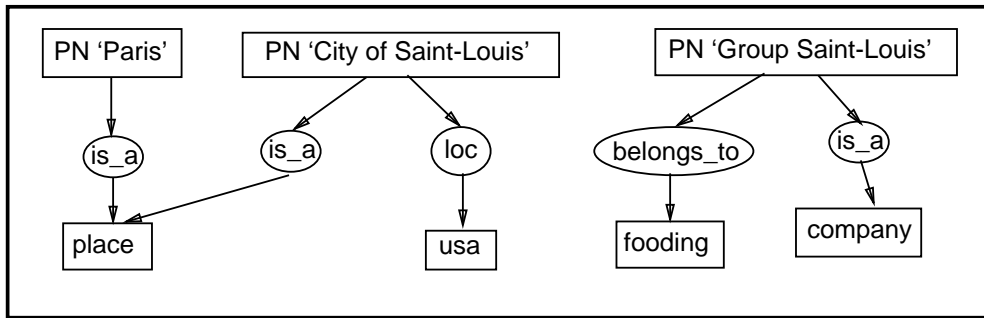 PN ‘Paris’
PN ‘City of Saint-Louis’
PN ‘Group Saint-Louis’
is_a
is_a
loc
belongs_to
is_a
place
usa
fooding
company